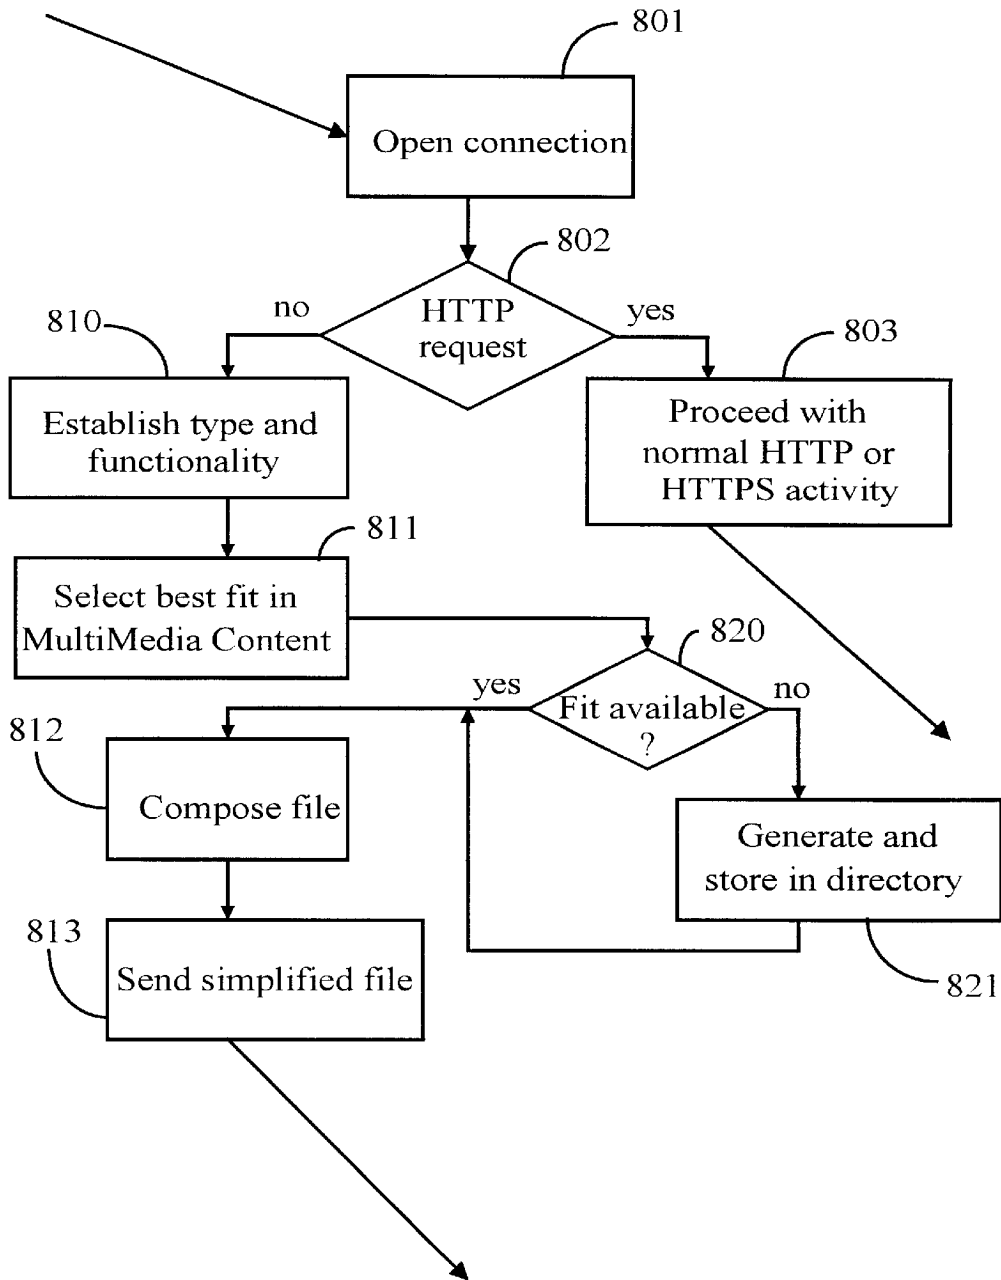 801
Open connection
802
HTTP
request
no
yes
810
803
Establish type and
functionality
Proceed with
normal HTTP or
HTTPS activity
811
Select best fit in
MultiMedia Content
820
yes
no
Fit available
?
812
Compose file
Generate and
store in directory
813
Send simplified file
821